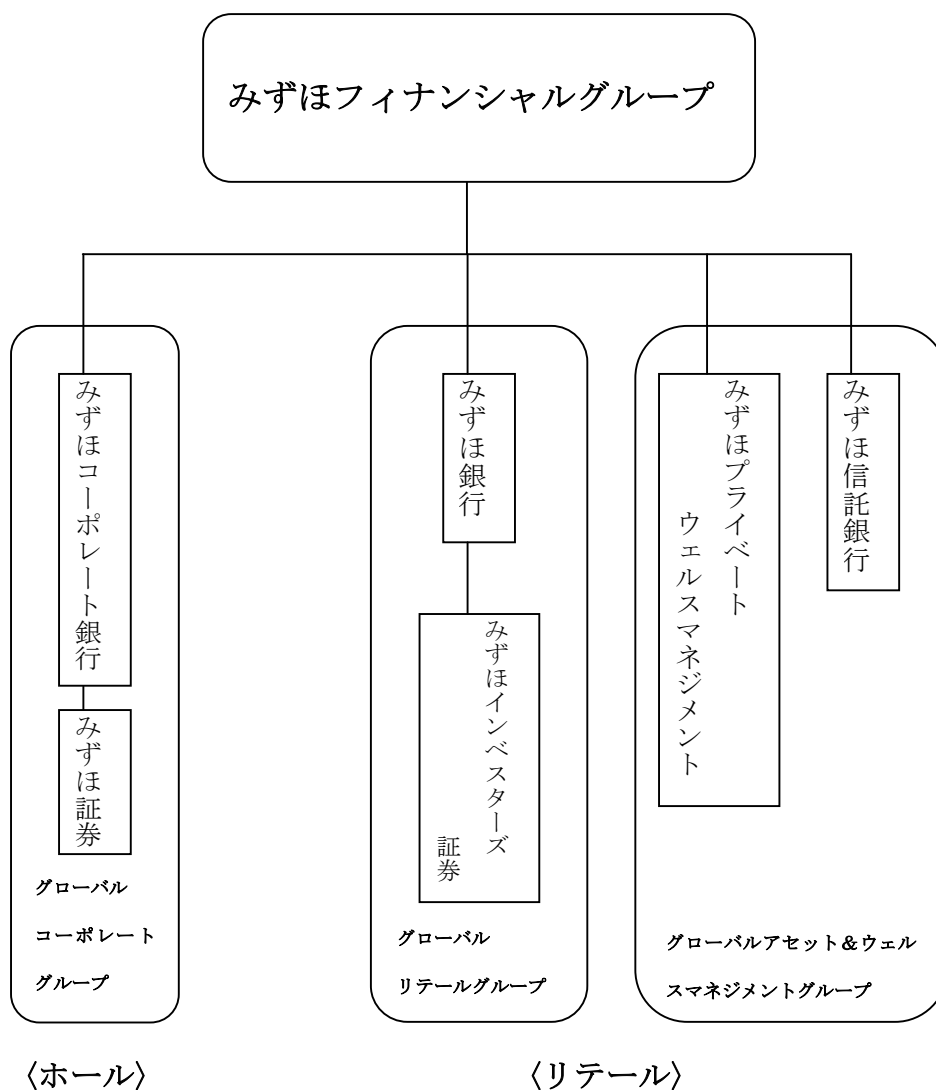 みずほフィナンシャルグループ
みずほコーポレート銀行
みずほ証券
グローバル
コーポレート
グループ
みずほ銀行
みずほインベスターズ
証券
グローバル
リテールグループ
みずほプライベート
ウェルスマネジメント
みずほ信託銀行
グローバルアセット＆ウェル
スマネジメントグループ
〈ホール〉
〈リテール〉